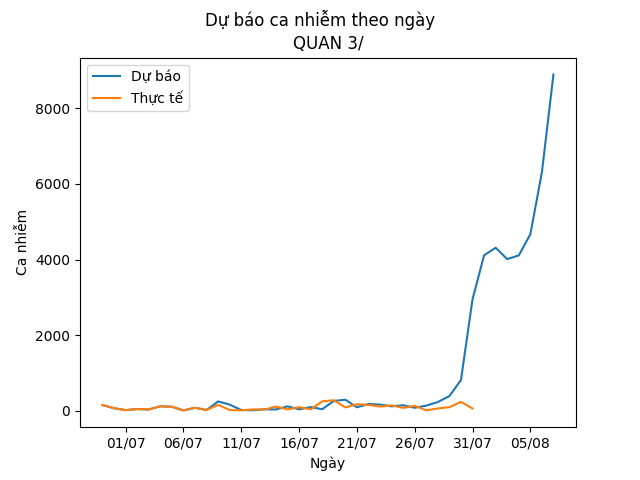 Dự báo ca nhiễm theo ngày
QUAN 3/
Dự báo
Thực tế
8000
6000
4000
2000
0
Ca nhiễm
01/07 06/07 11/07 16/07 21/07 26/07 31/07 05/08
Ngày